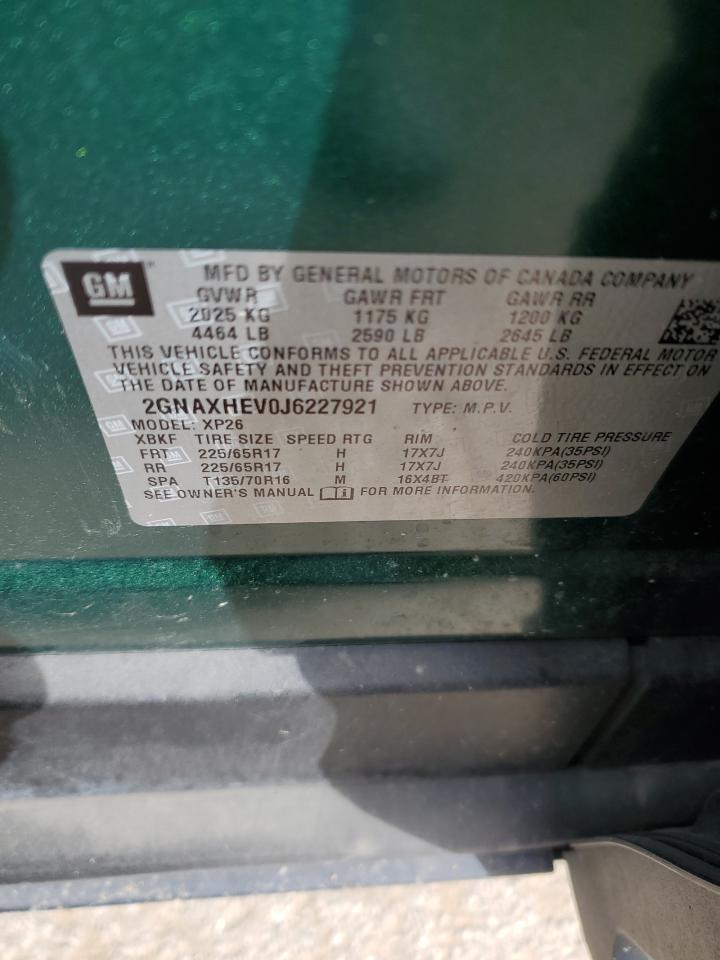 GM
MFD BY GENERAL MOTORS OF CANADA COMPANY
GVWR GAWR FRT GAWR RR
2025 KG 1175 KG 1200 KG
4464 LB 2590 LB 2645 LB
THIS VEHICLE CONFORMS TO ALL APPLICABLE U.S. FEDERAL MOTOR
VEHICLE SAFETY AND THEFT PREVENTION STANDARDS IN EFFECT ON
THE DATE OF MANUFACTURE SHOWN ABOVE.
2GNAXHEV0J6227921 TYPE: M.P.V.
MODEL: XP26
XBKF TIRE SIZE SPEED RTG RIM COLD TIRE PRESSURE
FRT 225/65R17 H 17X7J 240KPA(35PSI)
RR 225/65R17 H 17X7J 240KPA(35PSI)
SPA T135/70R16 M 16X4BT 420KPA(60PSI)
SEE OWNER'S MANUAL FOR MORE INFORMATION.